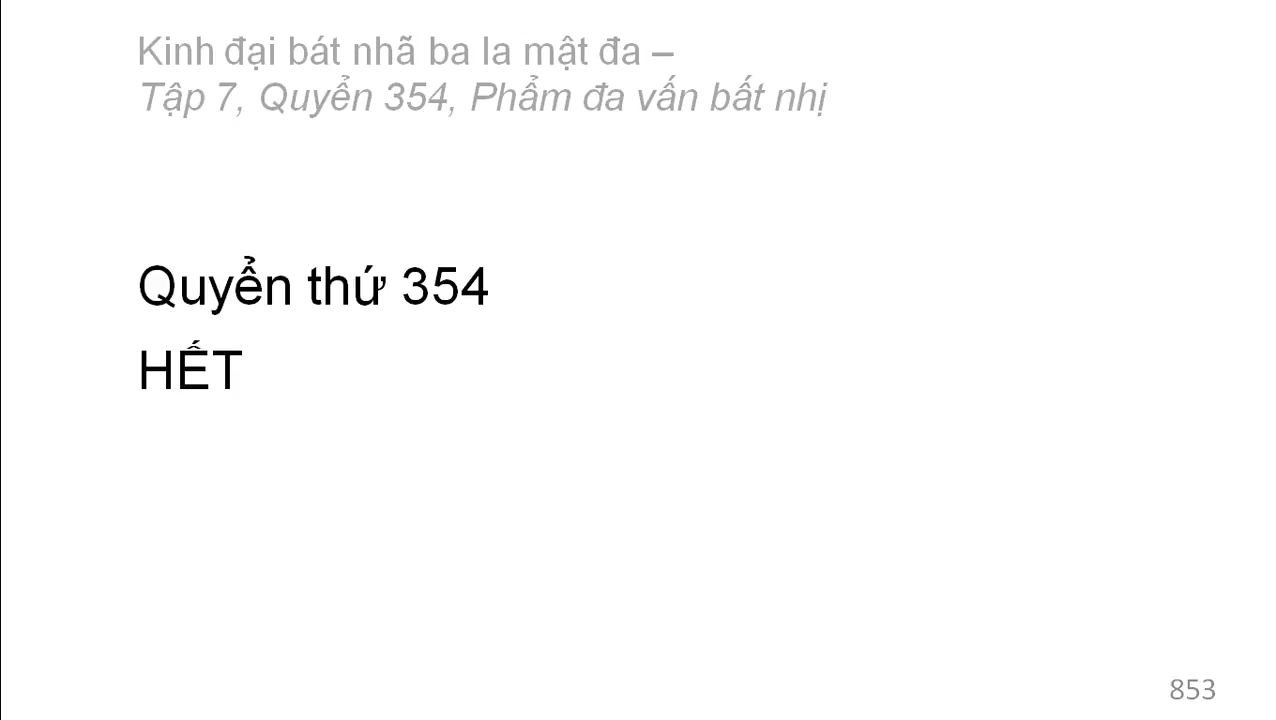 Kinh đại bát nhã ba la mật đa –
Tập 7, Quyển 354, Phẩm đa vấn bất nhị
Quyển thứ 354
HẾT
853